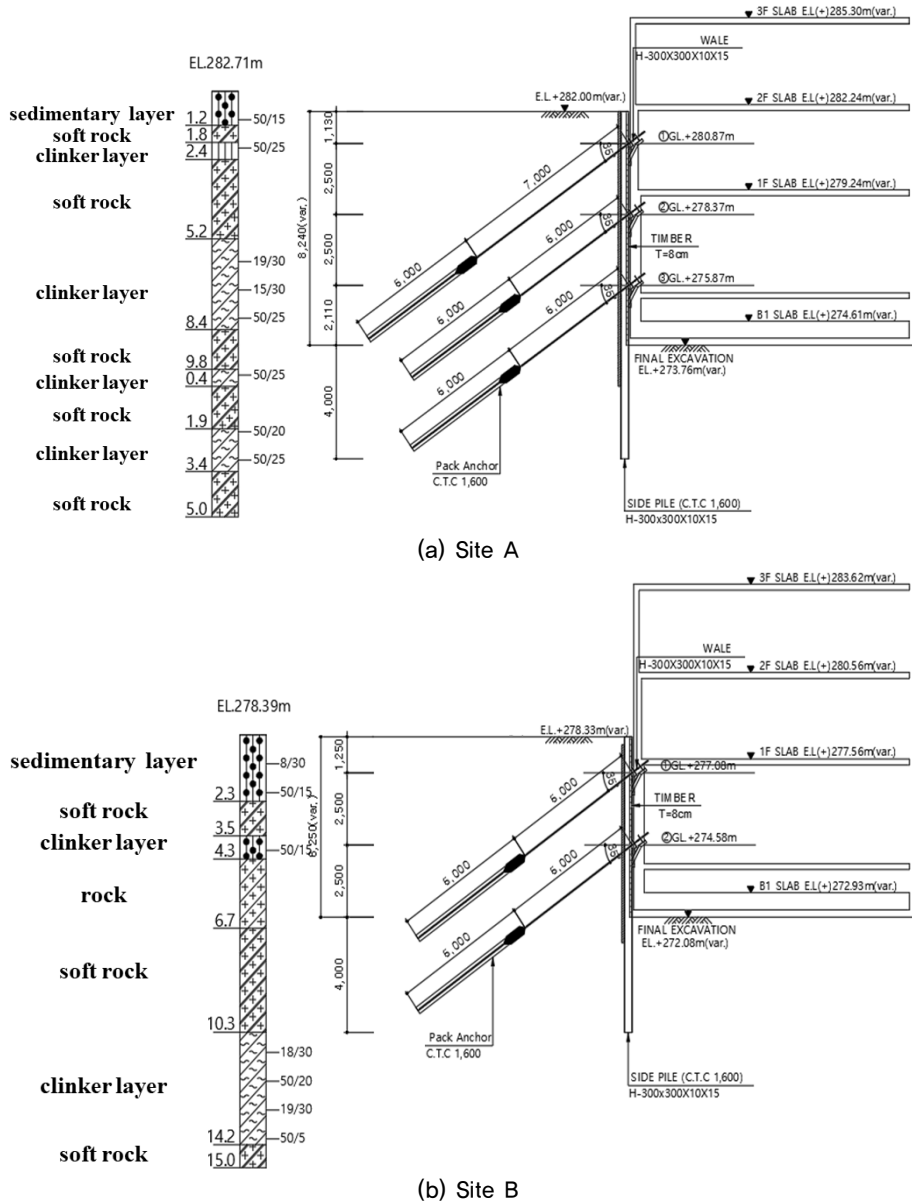 3F SLAB E.L(+)285.30m(var.)
WALE
H-300X300X10X15
EL.282.71m
E.L.+282.00m(var.)
2F SLAB E.L(+)282.24m(var.)
sedimentary layer
1.2
50/15
soft rock
1.8
50/25
clinker layer
2.4
1,130
①GL.+280.87m
35
7,000
2,500
soft rock
1F SLAB E.L(+)279.24m(var.)
5.2
②GL.+278.37m
35
6,000
8,240(var.)
TIMBER
T=8cm
19/30
2,500
6,000
clinker layer
15/30
③GL.+275.87m
35
6,000
50/25
6,000
8.4
2,110
B1 SLAB E.L(+)274.61m(var.)
soft rock
FINAL EXCAVATION
EL.+273.76m(var.)
9.8
50/25
clinker layer
0.4
6,000
soft rock
4,000
1.9
50/20
clinker layer
50/25
3.4
Pack Anchor
C.T.C 1,600
soft rock
SIDE PILE (C.T.C 1,600)
H-300x300X10X15
5.0
(a) Site A
3F SLAB E.L(+)283.62m(var.)
WALE
H-300X300X10X15
2F SLAB E.L(+)280.56m(var.)
EL.278.39m
E.L.+278.33m(var.)
sedimentary layer
8/30
1,250
1F SLAB E.L(+)277.56m(var.)
①GL.+277.08m
35
2.3
50/15
6,000
soft rock
2,500
TIMBER
T=8cm
3.5
6,250(var.)
clinker layer
4.3
50/15
②GL.+274.58m
35
6,000
6,000
rock
2,500
B1 SLAB E.L(+)272.93m(var.)
6.7
FINAL EXCAVATION
EL.+272.08m(var.)
6,000
soft rock
4,000
10.3
18/30
Pack Anchor
C.T.C 1,600
clinker layer
50/20
SIDE PILE (C.T.C 1,600)
H-300x300X10X15
19/30
14.2
50/5
soft rock
15.0
(b) Site B